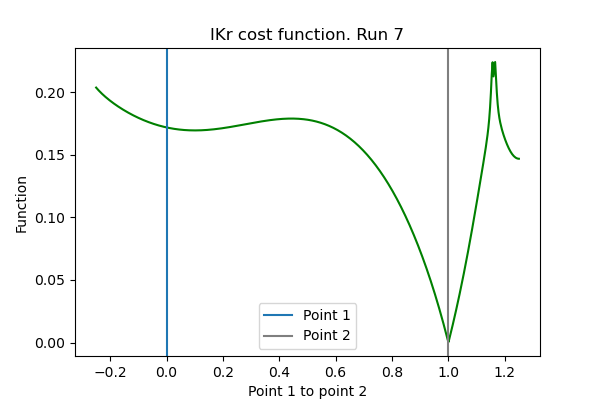 IKr cost function. Run 7
0.20
0.15
0.10
0.05
0.00
Function
Point 1
Point 2
−0.2 0.0 0.2 0.4 0.6 0.8 1.0 1.2
Point 1 to point 2